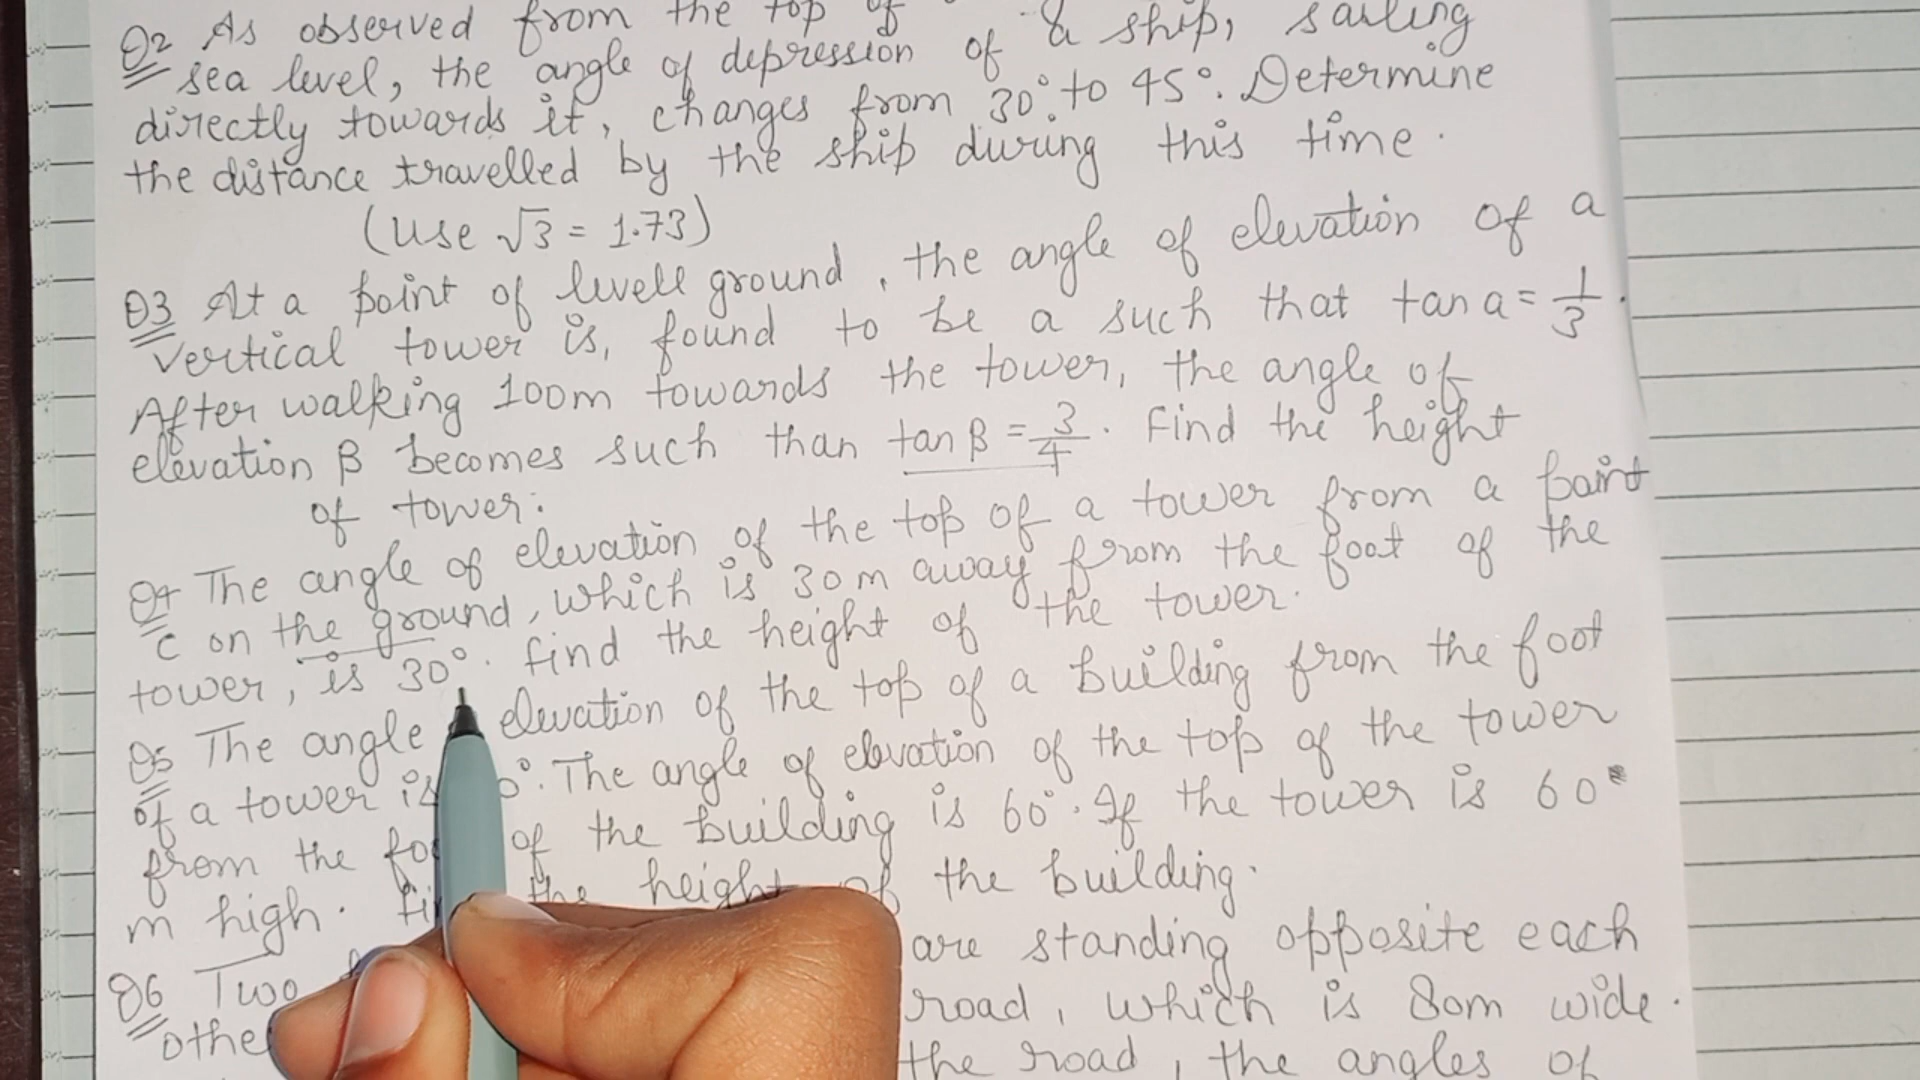 Q2 As observed from the top of a ship, sailing
sea level, the angle of depression of
directly towards it, changes from 30° to 45°. Determine
the distance travelled by the ship during this time.
(Use √3 = 1.73)
Q3 At a point of levell ground, the angle of elevation of a
vertical tower is, found to be a such that tan a = 1/3.
After walking 100m towards the tower, the angle of
elevation β becomes such than tan β = 3/4. Find the height
of tower:
Q4 The angle of elevation of the top of a tower from a point
C on the ground, which is 30m away from the foot of the
tower, is 30°. find the height of the tower.
Q5 The angle elevation of the top of a building from the foot
of a tower is 0°. The angle of elevation of the top of the tower
from the of the building is 60°. If the tower is 60
m high. the height of the building.
Q6 Two are standing opposite each
road, which is 80m wide.
the road, the angles of